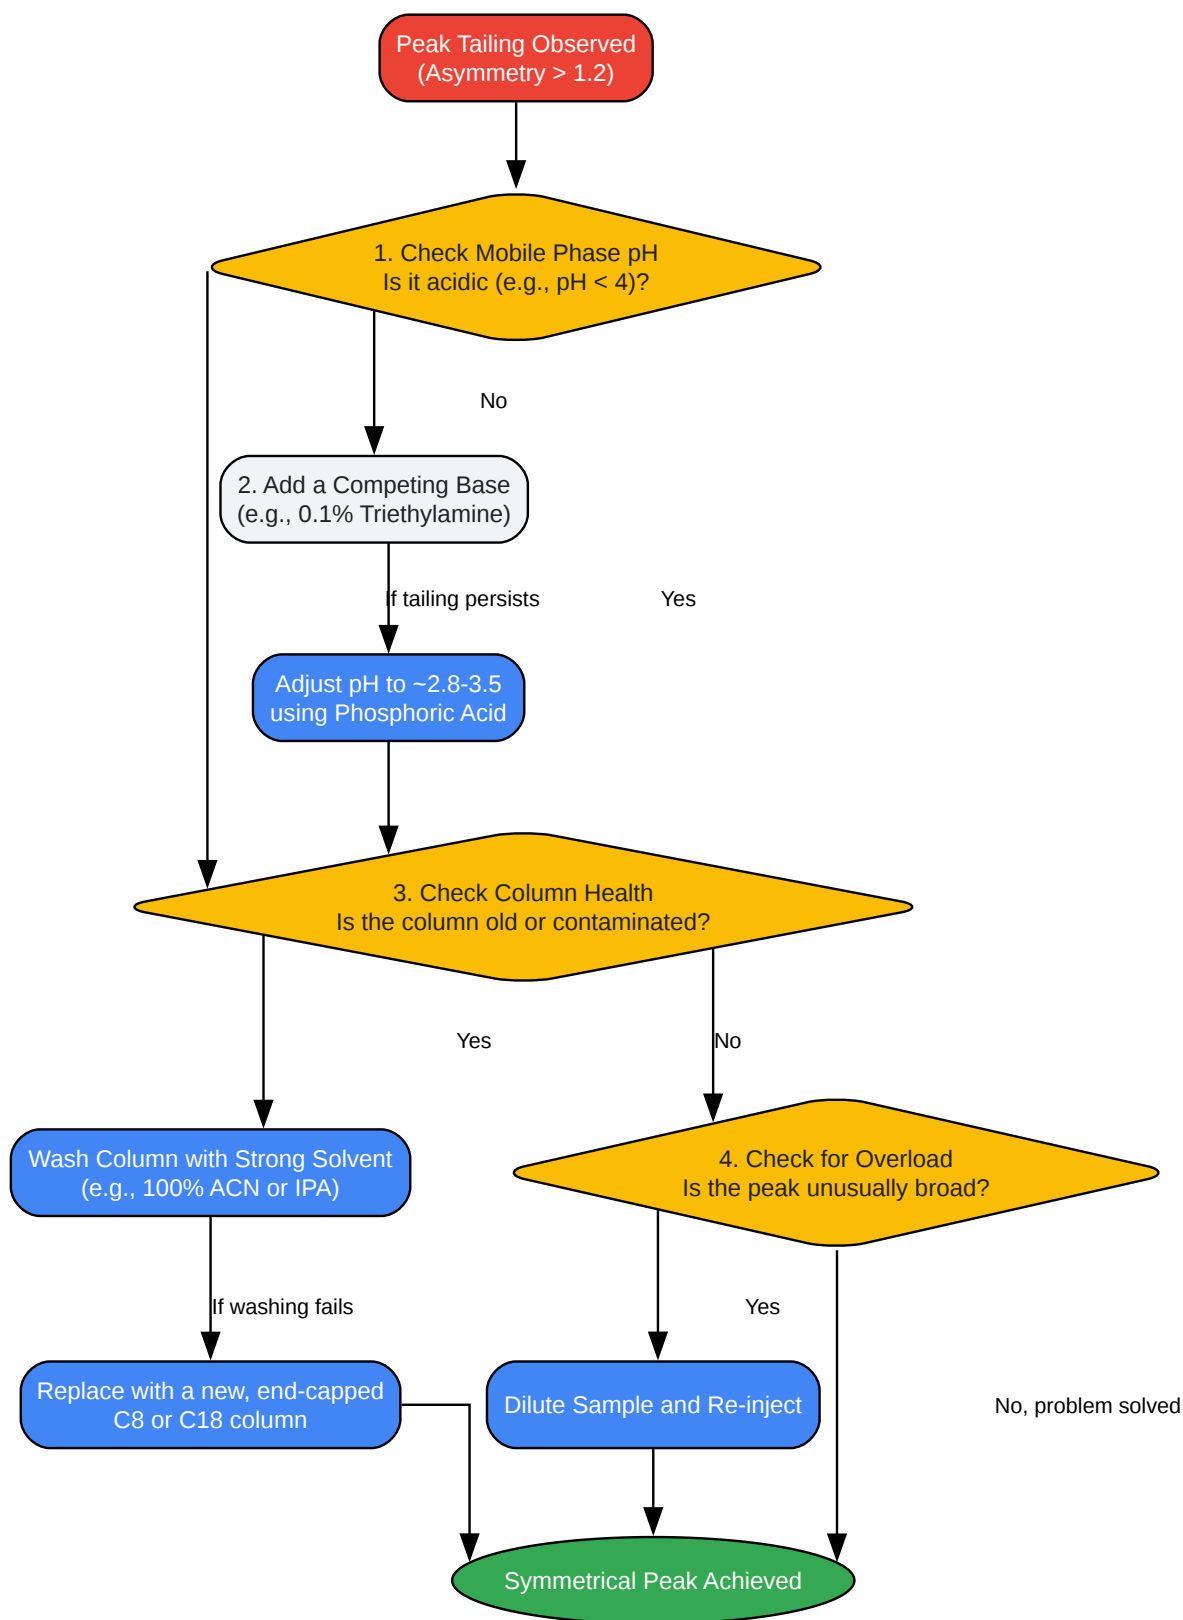 Peak Tailing Observed
(Asymmetry > 1.2)
1. Check Mobile Phase pH
Is it acidic (e.g., pH < 4)?
No
2. Add a Competing Base
(e.g., 0.1% Triethylamine)
If tailing persists
Yes
Adjust pH to ~2.8-3.5
using Phosphoric Acid
3. Check Column Health
Is the column old or contaminated?
Yes
No
Wash Column with Strong Solvent
(e.g., 100% ACN or IPA)
4. Check for Overload
Is the peak unusually broad?
If washing fails
Yes
Replace with a new, end-capped
C8 or C18 column
Dilute Sample and Re-inject
No, problem solved
Symmetrical Peak Achieved